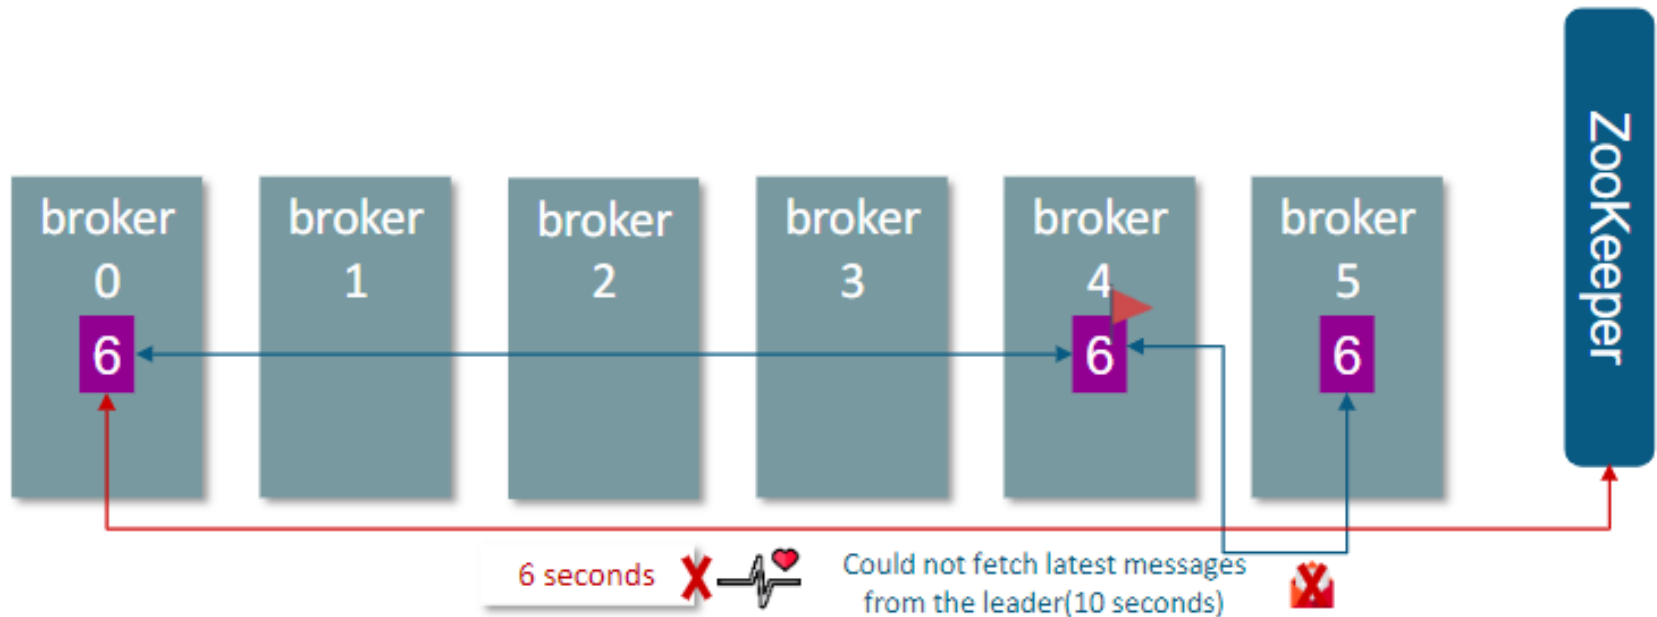 ZooKeeper
broker
0
6
broker
1
broker
2
broker
3
broker
4
6
broker
5
6
6 seconds
Could not fetch latest messages
from the leader(10 seconds)